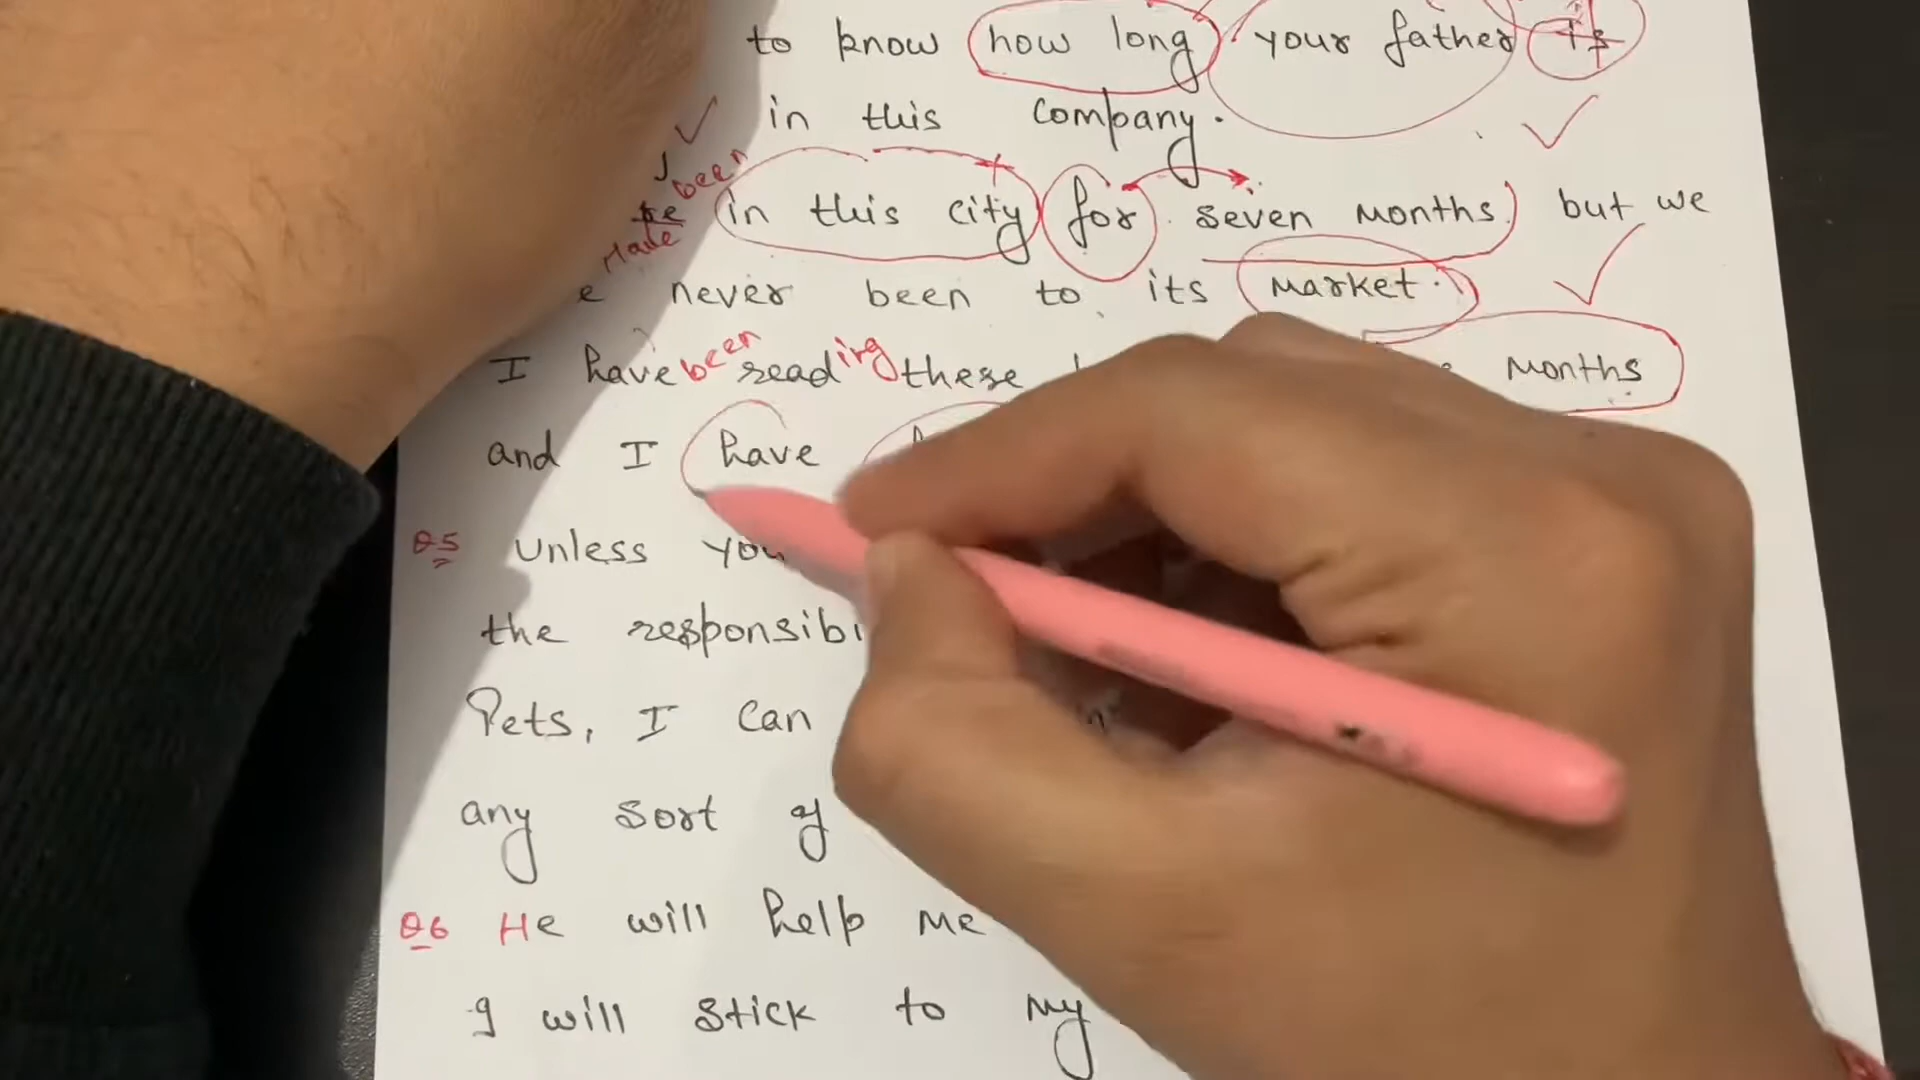 to know how long your father is
in this company.
been
in this city for seven months but we
Have
never been to its market.
I have been reading these months
and I have
Q5 Unless you
the
Pets, I can
any sort of
Q6 He will help me
I will stick to my